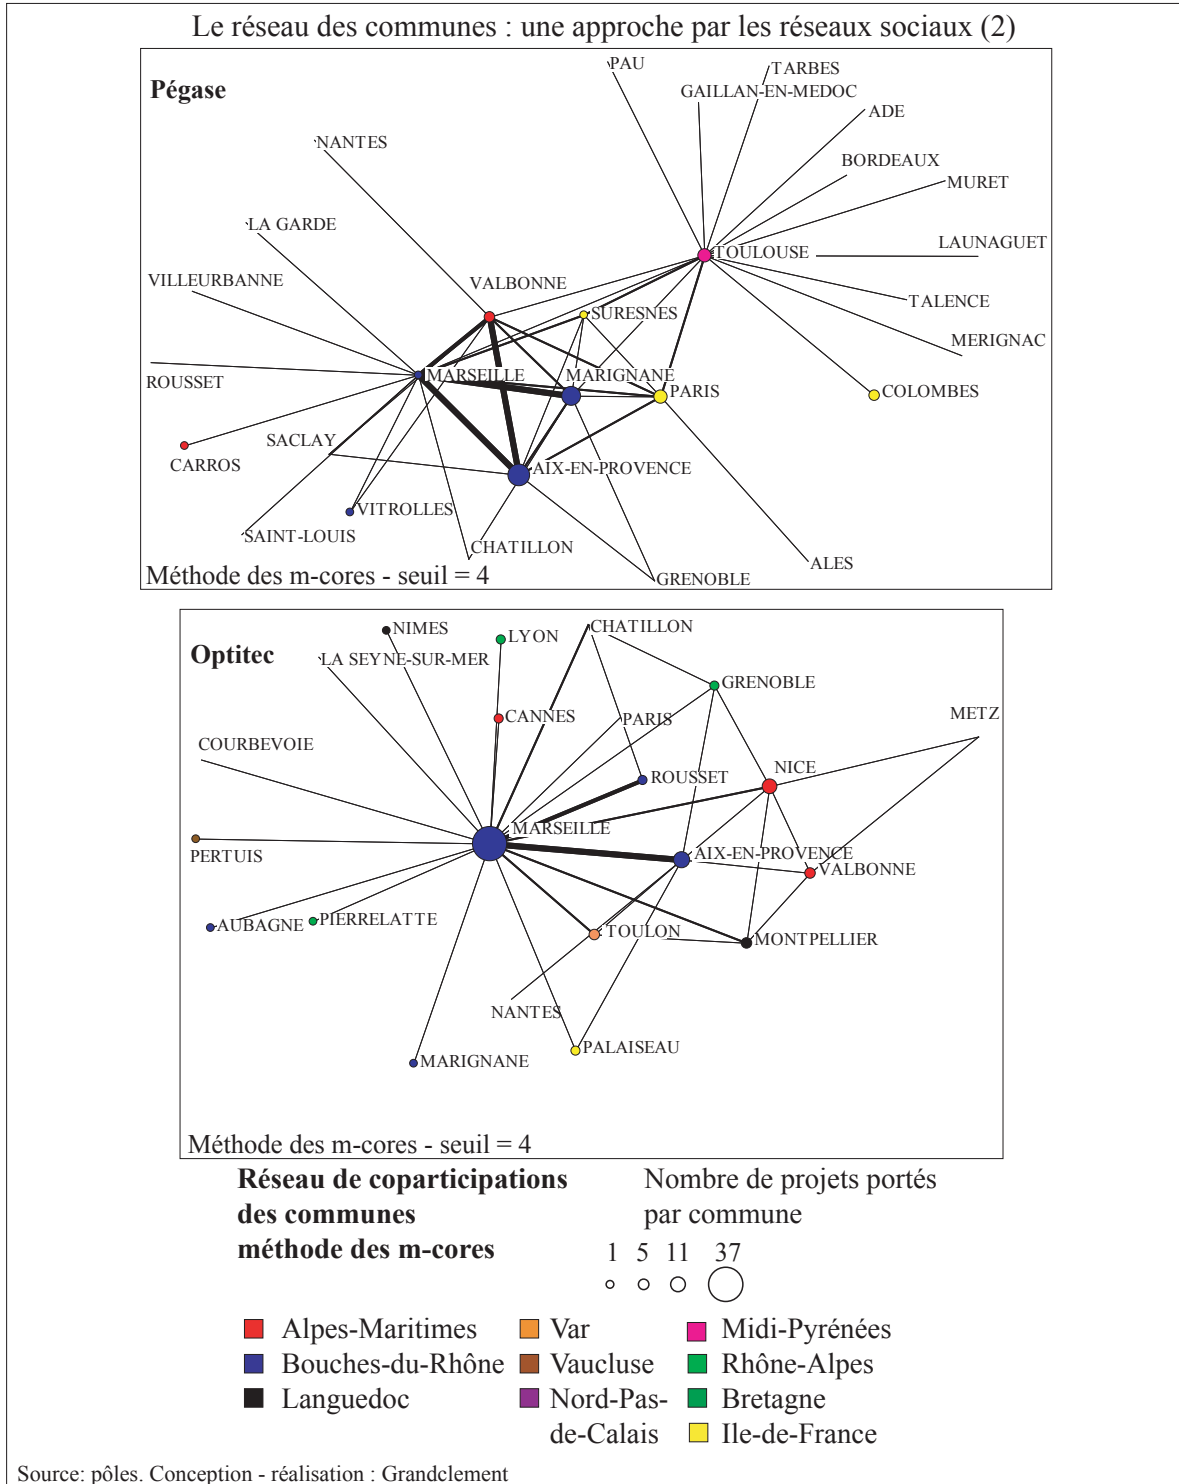 Le réseau des communes : une approche par les réseaux sociaux (2)
Pégase
PAU
TARBES
GAILLAN-EN-MEDOC
ADE
NANTES
BORDEAUX
MURET
LA GARDE
LAUNAGUET
TOULOUSE
VILLEURBANNE
VALBONNE
TALENCE
SURESNES
MERIGNAC
ROUSSET
MARSEILLE
MARIGNANE
PARIS
COLOMBES
SACLAY
CARROS
AIX-EN-PROVENCE
VITROLLES
SAINT-LOUIS
CHATILLON
ALES
GRENOBLE
Méthode des m-cores - seuil = 4
Optitec
NIMES
LYON
CHATILLON
LA SEYNE-SUR-MER
GRENOBLE
CANNES
PARIS
METZ
COURBEVOIE
NICE
ROUSSET
MARSEILLE
PERTUIS
AIX-EN-PROVENCE
VALBONNE
AUBAGNE
PIERRELATTE
TOULON
MONTPELLIER
NANTES
PALAISEAU
MARIGNANE
Méthode des m-cores - seuil = 4
Réseau de coparticipations
des communes
méthode des m-cores
Nombre de projets portés
par commune
1 5 11 37
Alpes-Maritimes
Bouches-du-Rhône
Languedoc
Var
Vaucluse
Nord-Pas-
de-Calais
Midi-Pyrénées
Rhône-Alpes
Bretagne
Ile-de-France
Source: pôles. Conception - réalisation : Grandclement